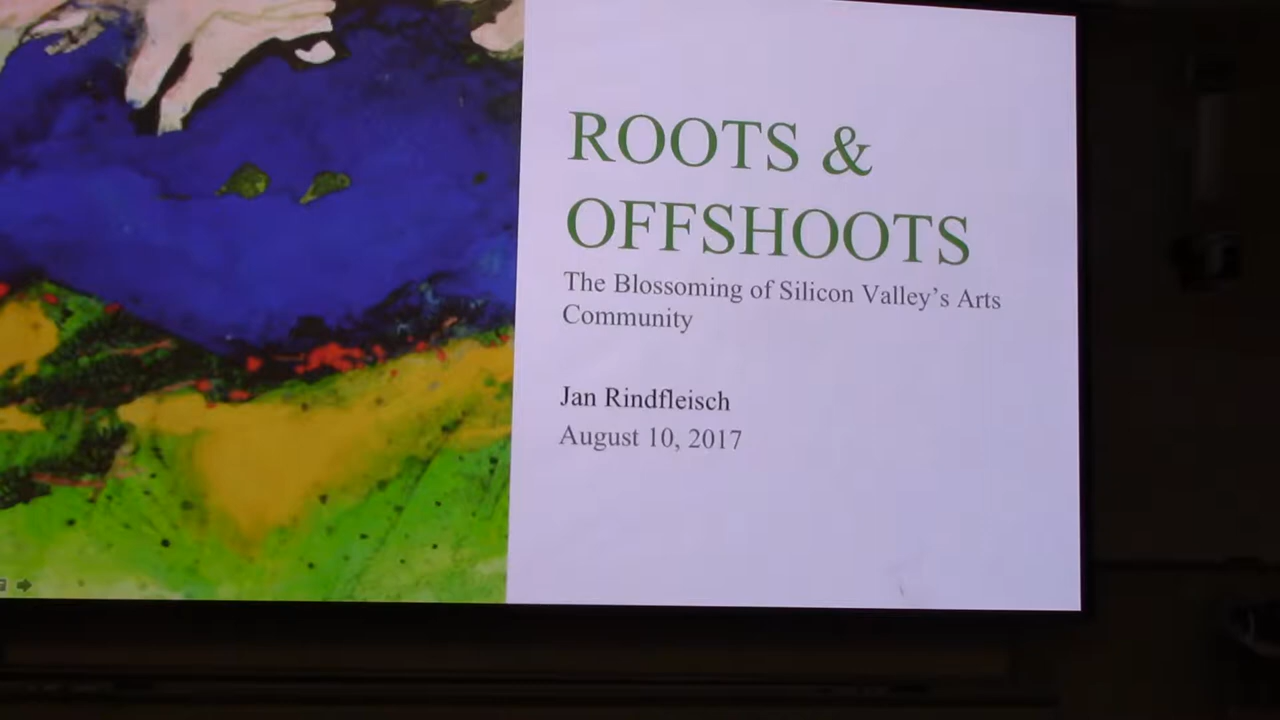 ROOTS &
OFFSHOOTS
The Blossoming of Silicon Valley's Arts
Community
Jan Rindfleisch
August 10, 2017